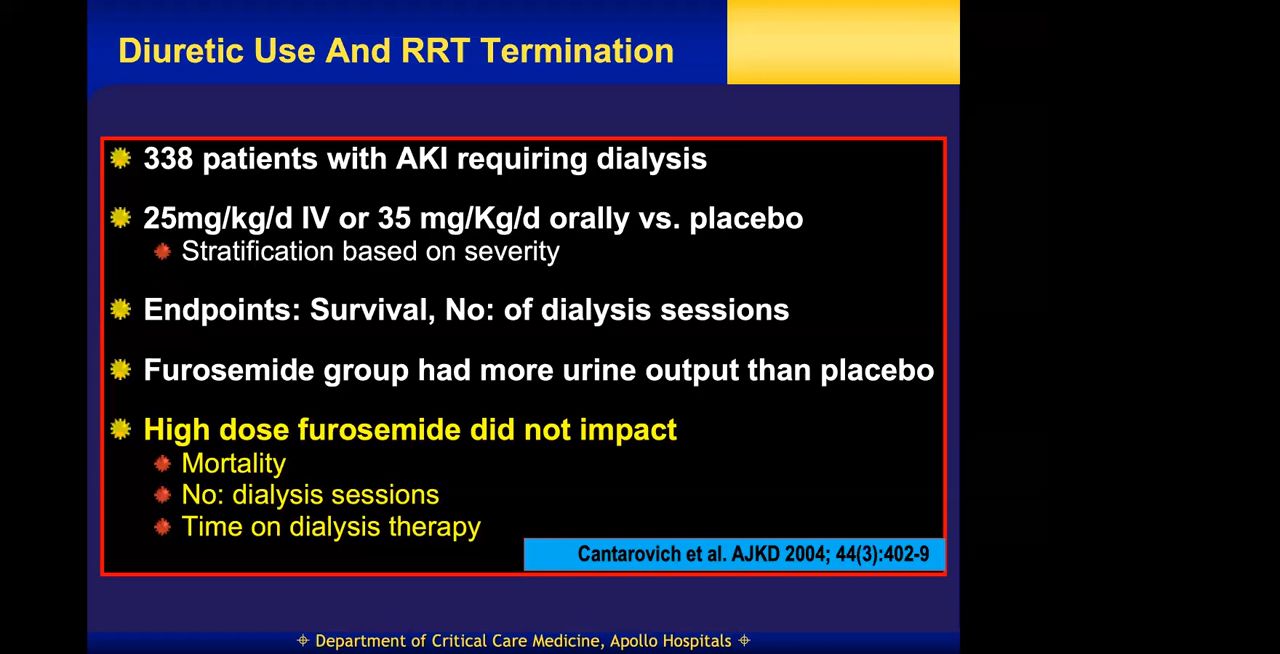 Diuretic Use And RRT Termination
338 patients with AKI requiring dialysis
25mg/kg/d IV or 35 mg/Kg/d orally vs. placebo
Stratification based on severity
Endpoints: Survival, No: of dialysis sessions
Furosemide group had more urine output than placebo
High dose furosemide did not impact
Mortality
No: dialysis sessions
Time on dialysis therapy
Cantarovich et al. AJKD 2004; 44(3):402-9
Department of Critical Care Medicine, Apollo Hospitals